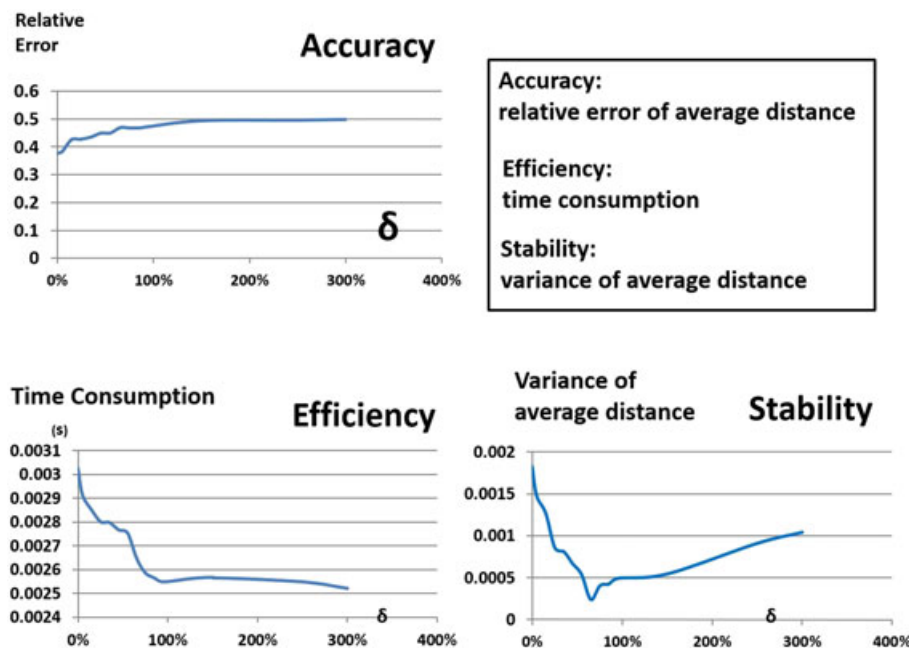 Relative
Error
Accuracy
0.6
0.5
0.4
0.3
0.2
0.1
0
δ
0% 100% 200% 300% 400%
Accuracy:
relative error of average distance
Efficiency:
time consumption
Stability:
variance of average distance
Time Consumption
(s)
Efficiency
0.0031
0.003
0.0029
0.0028
0.0027
0.0026
0.0025
0.0024
δ
0% 100% 200% 300% 400%
Variance of
average distance
Stability
0.002
0.0015
0.001
0.0005
0
δ
0% 100% 200% 300% 400%